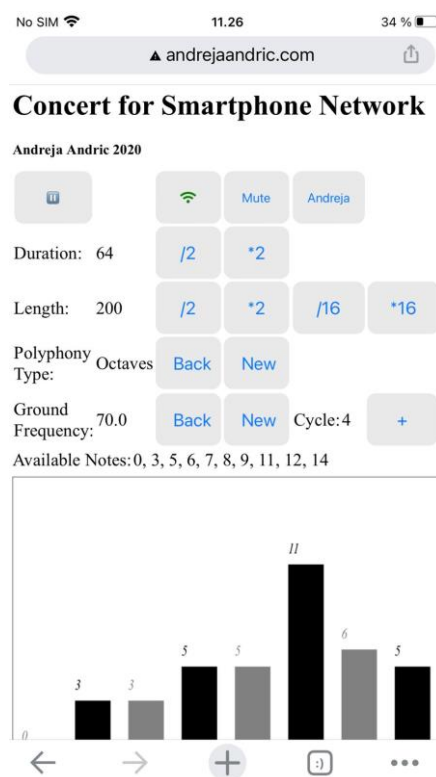 No SIM 11.26 34 %
andrejaandric.com
Concert for Smartphone Network
Andreja Andric 2020
Mute Andreja
Duration: 64 /2 *2
Length: 200 /2 *2 /16 *16
Polyphony
Type: Octaves Back New
Ground
Frequency: 70.0 Back New Cycle: 4 +
Available Notes: 0, 3, 5, 6, 7, 8, 9, 11, 12, 14
11
6
5 5 5
3 3
0
:)